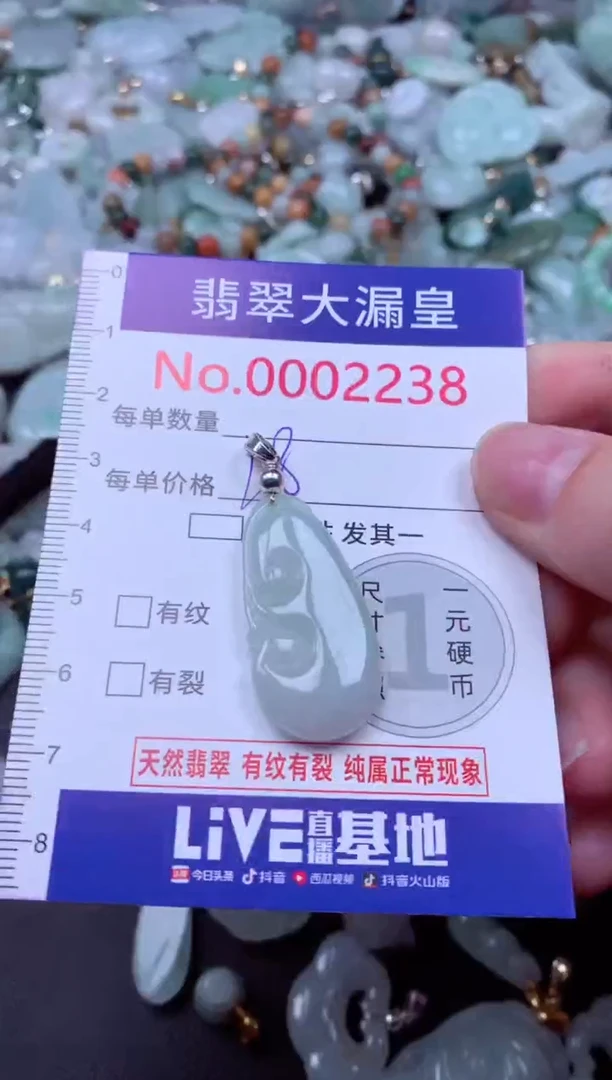 0
1
翡翠大漏皇
No.0002238
2
每单数量
3
每单价格
4
发其一
5
有纹
尺
寸
一元硬币
1
6
有裂
7
天然翡翠 有纹有裂 纯属正常现象
8
LiVE直播基地
今日头条 抖音 西瓜视频 抖音火山版